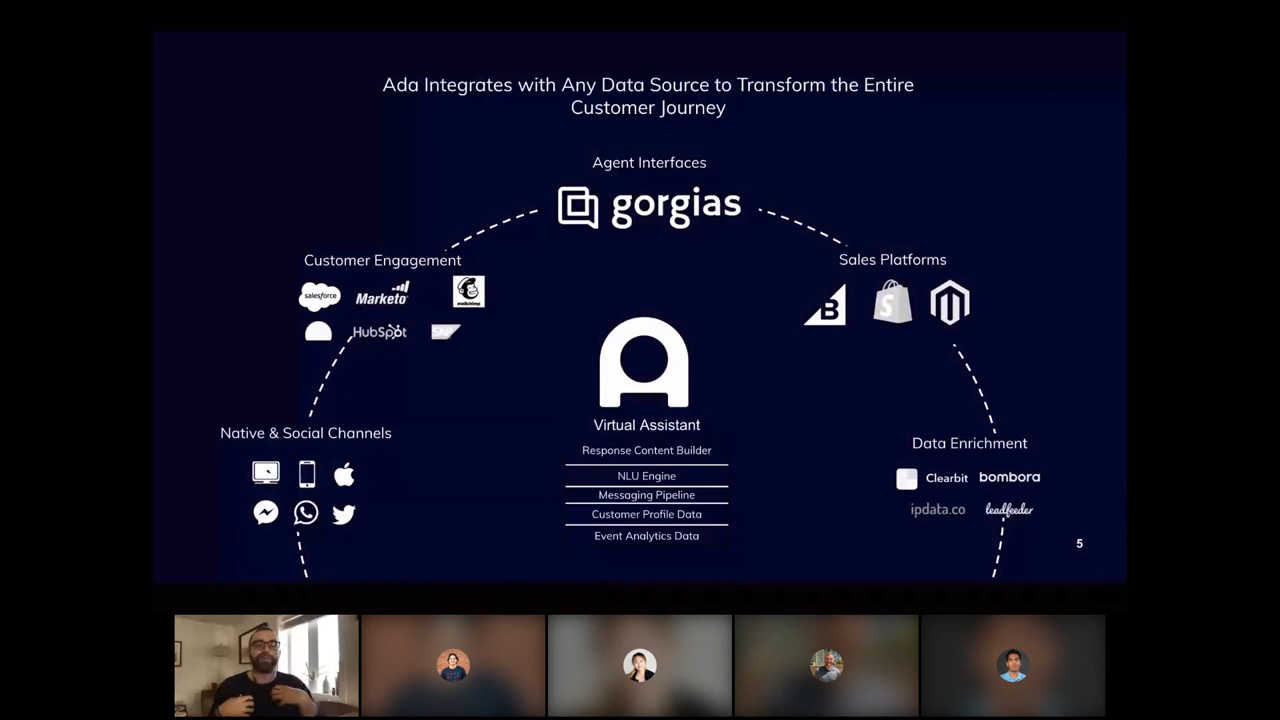 Ada Integrates with Any Data Source to Transform the Entire
Customer Journey
Agent Interfaces
gorgias
Customer Engagement
salesforce
Marketo
mailchimp
HubSpot
SAP
Sales Platforms
B
S
Virtual Assistant
Response Content Builder
NLU Engine
Messaging Pipeline
Customer Profile Data
Event Analytics Data
Native & Social Channels
Data Enrichment
Clearbit
bombora
ipdata.co
leadfeeder
5